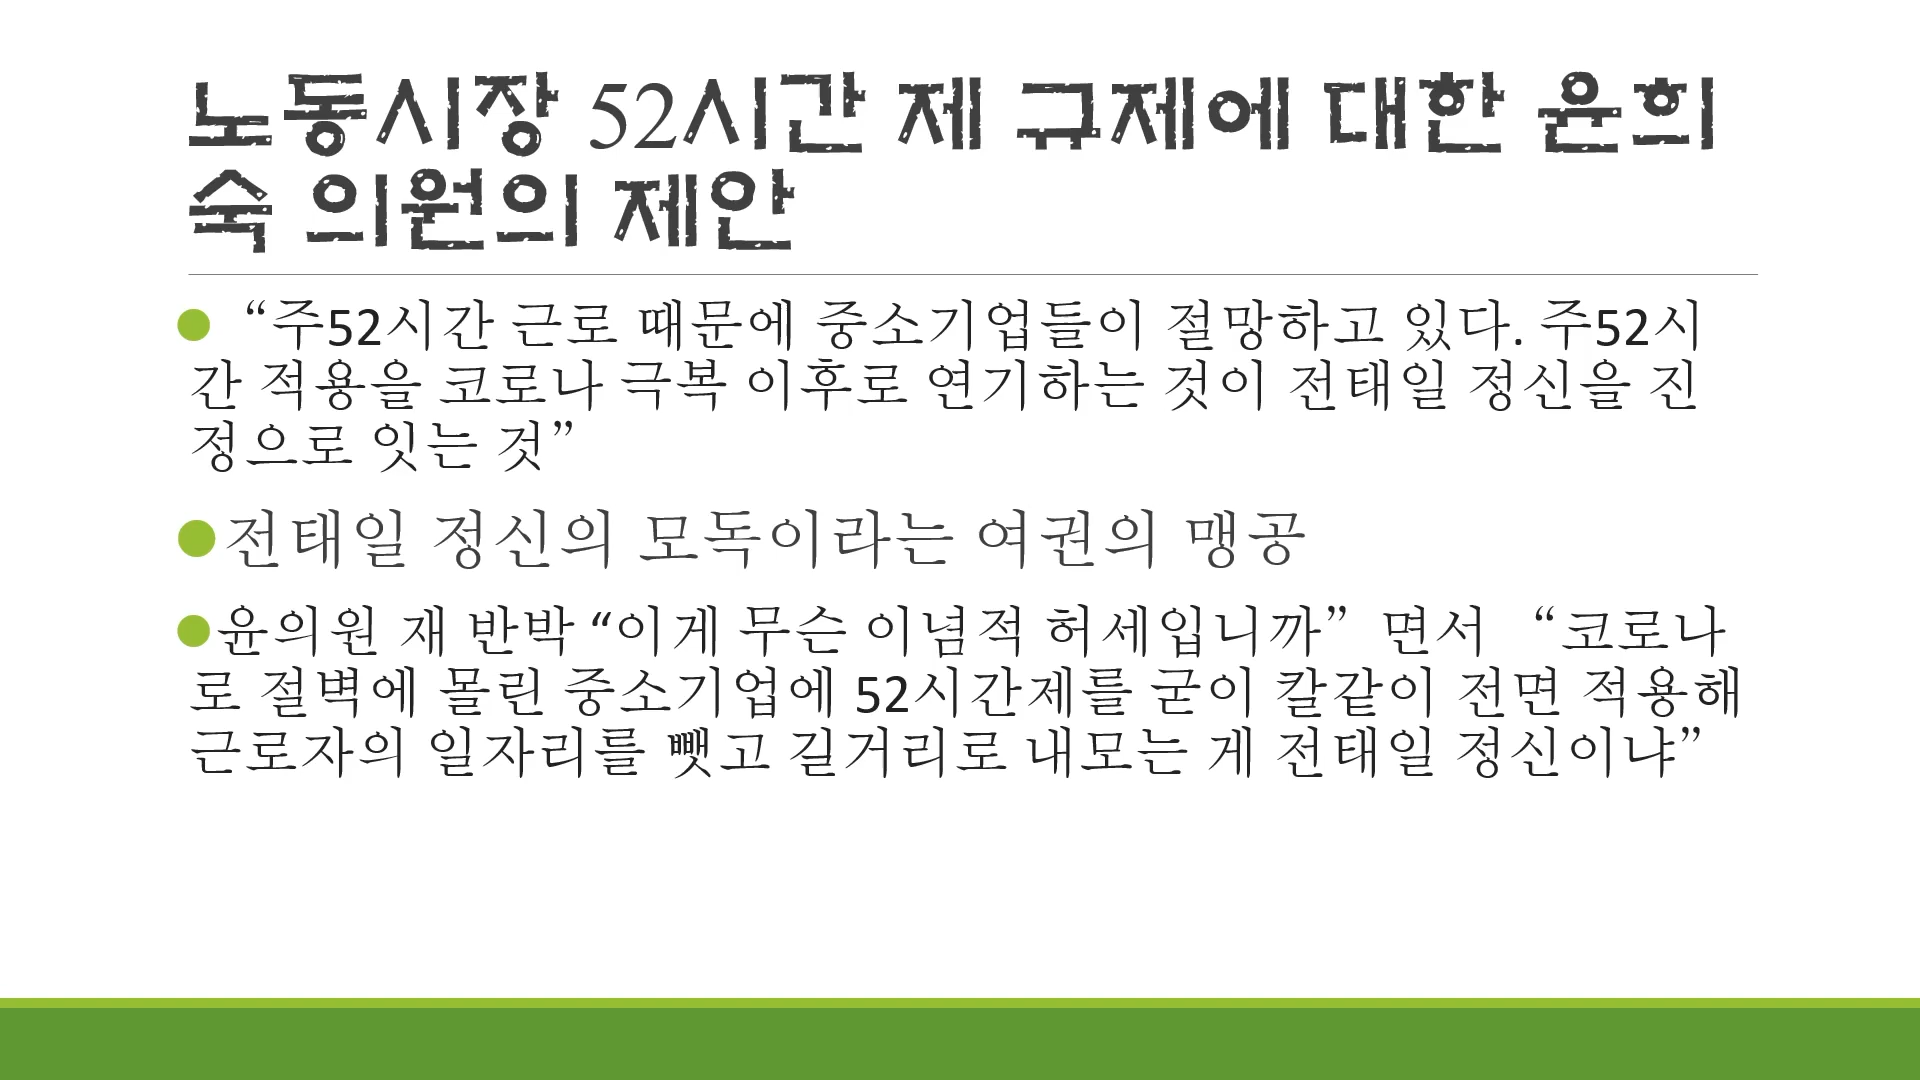 노동시장 52시간 제 규제에 대한 윤희
숙 의원의 제안
“주52시간 근로 때문에 중소기업들이 절망하고 있다. 주52시
간 적용을 코로나 극복 이후로 연기하는 것이 전태일 정신을 진
정으로 잇는 것”
전태일 정신의 모독이라는 여권의 맹공
윤의원 재 반박 “이게 무슨 이념적 허세입니까” 면서 “코로나
로 절벽에 몰린 중소기업에 52시간제를 굳이 칼같이 전면 적용해
근로자의 일자리를 뺏고 길거리로 내모는 게 전태일 정신이냐”